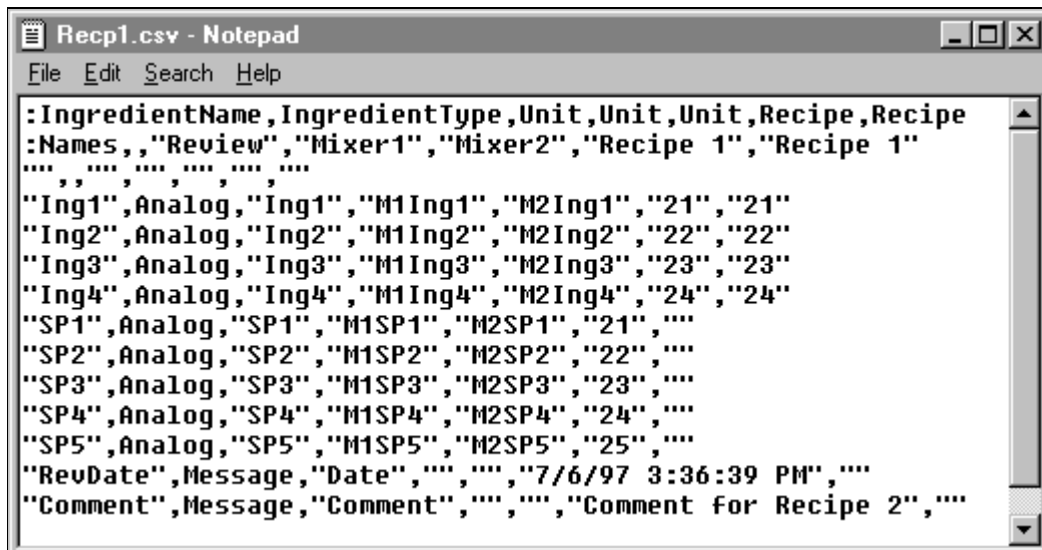 Recp1.csv - Notepad
File Edit Search Help
:IngredientName,IngredientType,Unit,Unit,Unit,Recipe,Recipe
:Names,,"Review","Mixer1","Mixer2","Recipe 1","Recipe 1"
"",,"","","","",""
"Ing1",Analog,"Ing1","M1Ing1","M2Ing1","21","21"
"Ing2",Analog,"Ing2","M1Ing2","M2Ing2","22","22"
"Ing3",Analog,"Ing3","M1Ing3","M2Ing3","23","23"
"Ing4",Analog,"Ing4","M1Ing4","M2Ing4","24","24"
"SP1",Analog,"SP1","M1SP1","M2SP1","21",""
"SP2",Analog,"SP2","M1SP2","M2SP2","22",""
"SP3",Analog,"SP3","M1SP3","M2SP3","23",""
"SP4",Analog,"SP4","M1SP4","M2SP4","24",""
"SP5",Analog,"SP5","M1SP5","M2SP5","25",""
"RevDate",Message,"Date","","","7/6/97 3:36:39 PM",""
"Comment",Message,"Comment","","","Comment for Recipe 2",""